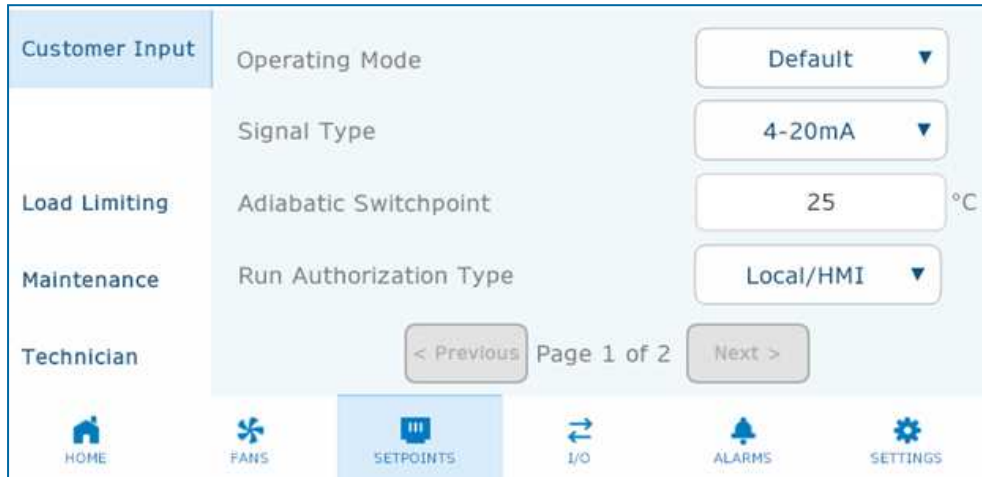 Customer Input
Operating Mode
Default ▼
Signal Type
4-20mA ▼
Load Limiting
Adiabatic Switchpoint
25 °C
Maintenance
Run Authorization Type
Local/HMI ▼
Technician
< Previous Page 1 of 2 Next >
HOME FANS SETPOINTS I/O ALARMS SETTINGS